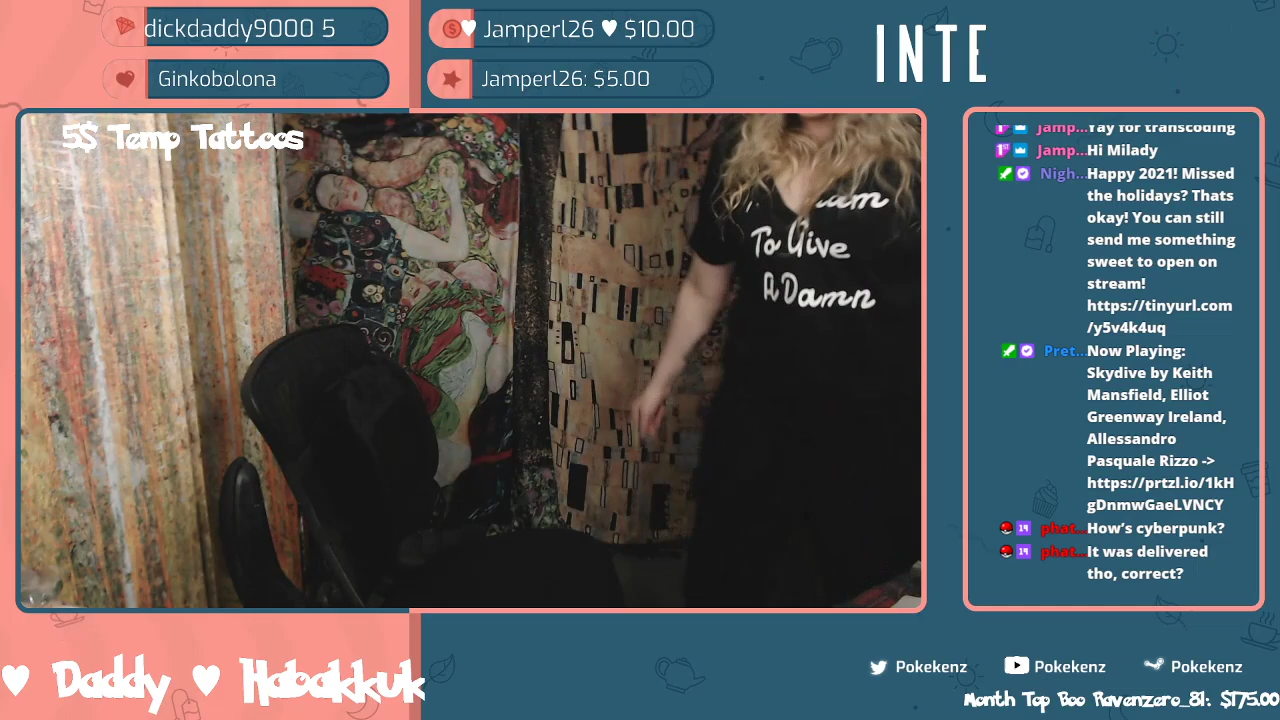 dickdaddy9000 5
♥ Jamperl26 ♥ $10.00
INTE
Ginkobolona
Jamperl26: $5.00
5$ Temp Tattoos
To Give
A Damn
Jamp... Yay for transcoding
Jamp... Hi Milady
Nigh... Happy 2021! Missed
the holidays? Thats
okay! You can still
send me something
sweet to open on
stream!
https://tinyurl.com
/y5v4k4uq
Pret... Now Playing:
Skydive by Keith
Mansfield, Elliot
Greenway Ireland,
Allessandro
Pasquale Rizzo ->
https://prtzl.io/1kH
gDnmwGaeLVNCY
phat... How's cyberpunk?
phat... It was delivered
tho, correct?
♥ Daddy ♥ Habakkuk
Pokekenz
Pokekenz
Pokekenz
Month Top Boo Ravenzero_81: $175.00